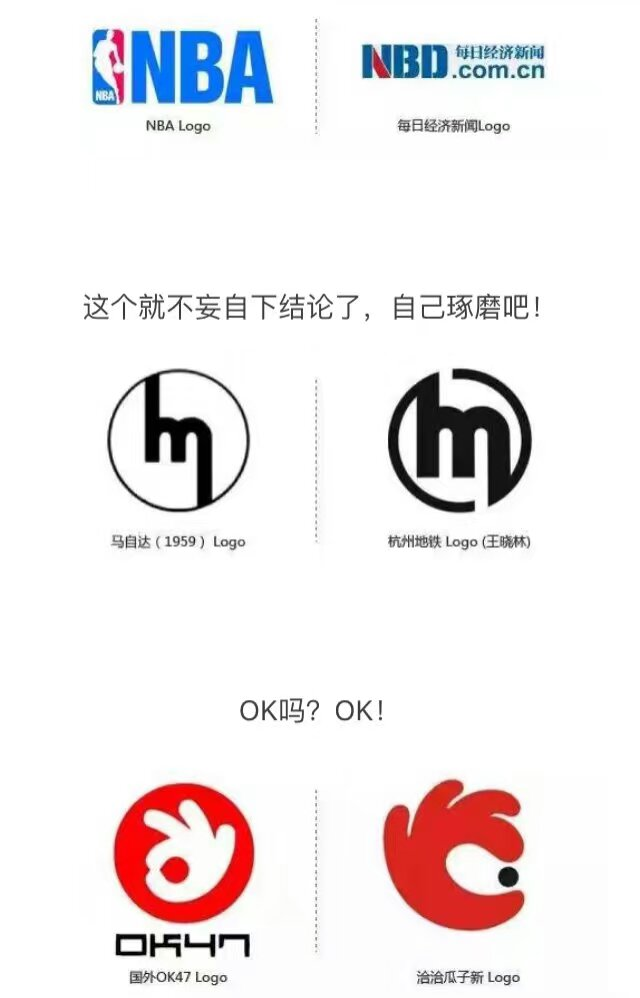 NBA
NBA
NBD 每日经济新闻
.com.cn
NBA Logo
每日经济新闻Logo
这个就不妄自下结论了，自己琢磨吧！
m
m
马自达（1959）Logo
杭州地铁 Logo (王晓林)
OK吗？OK！
OK47
国外OK47 Logo
洽洽瓜子新 Logo